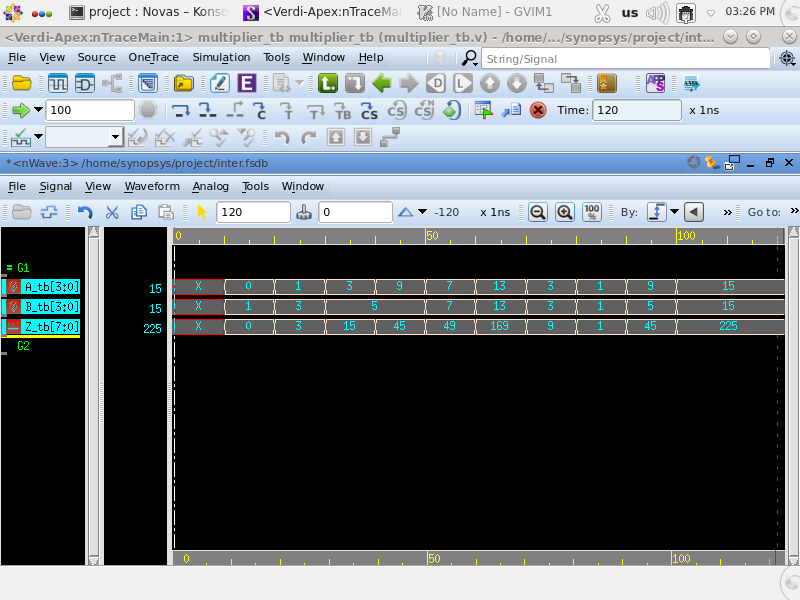 project : Novas – Konso
<Verdi-Apex:nTraceMai
[No Name] - GVIM1
us
03:26 PM
<Verdi-Apex:nTraceMain:1> multiplier_tb multiplier_tb (multiplier_tb.v) - /home/.../synopsys/project/int...
File View Source OneTrace Simulation Tools Window Help
String/Signal
100
Time: 120 x 1ns
*<nWave:3> /home/synopsys/project/inter.fsdb
File Signal View Waveform Analog Tools Window
120 0 -120 x 1ns 100% By: » Go to: »
0 50 100
= G1
A_tb[3:0] 15 X 0 1 3 9 7 13 3 1 9 15
B_tb[3:0] 15 X 1 3 5 7 13 3 1 5 15
Z_tb[7:0] 225 X 0 3 15 45 49 169 9 1 45 225
G2
0 50 100